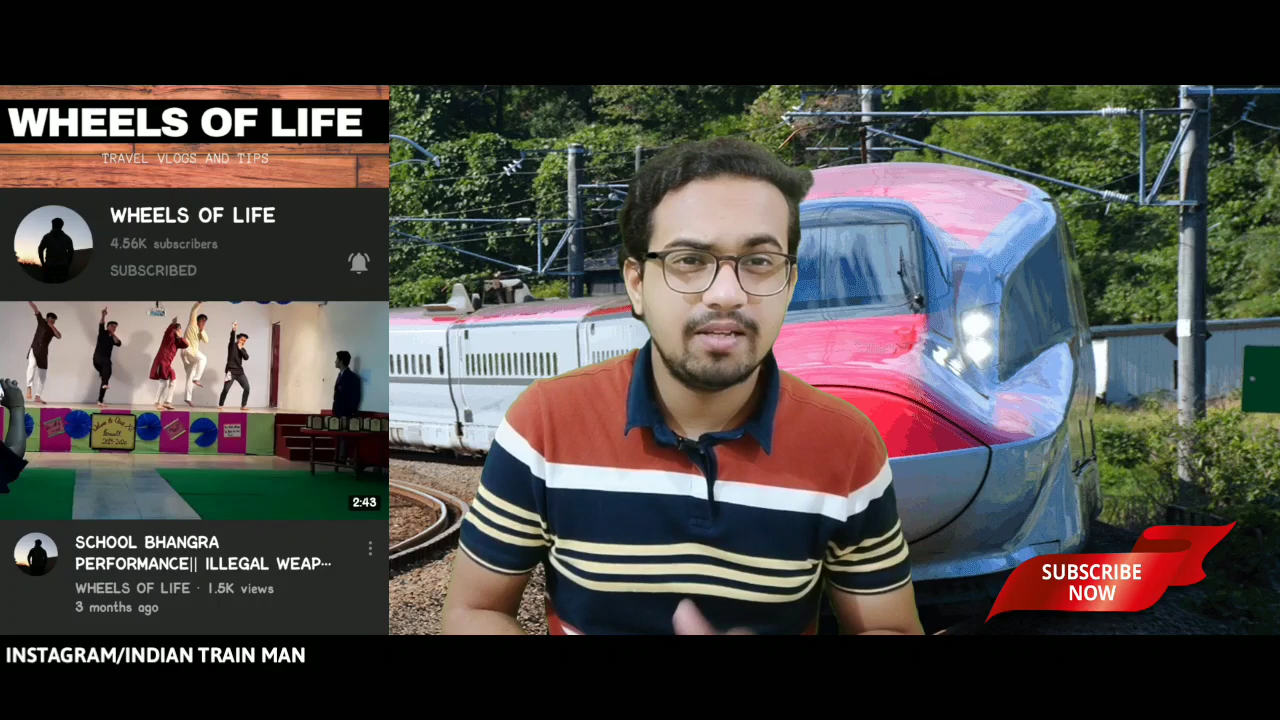 WHEELS OF LIFE
TRAVEL VLOGS AND TIPS
WHEELS OF LIFE
4.56K subscribers
SUBSCRIBED
2:43
SCHOOL BHANGRA
PERFORMANCE|| ILLEGAL WEAP...
WHEELS OF LIFE · 1.5K views
3 months ago
SUBSCRIBE
NOW
INSTAGRAM/INDIAN TRAIN MAN